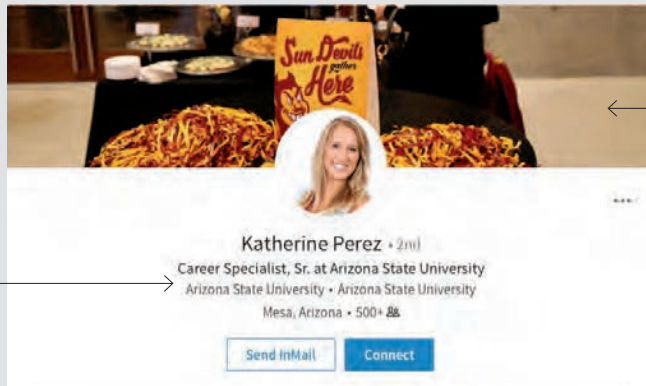 Sun Devils
gather
Here
Katherine Perez • 2nd
Career Specialist, Sr. at Arizona State University
Arizona State University • Arizona State University
Mesa, Arizona • 500+
Send InMail
Connect